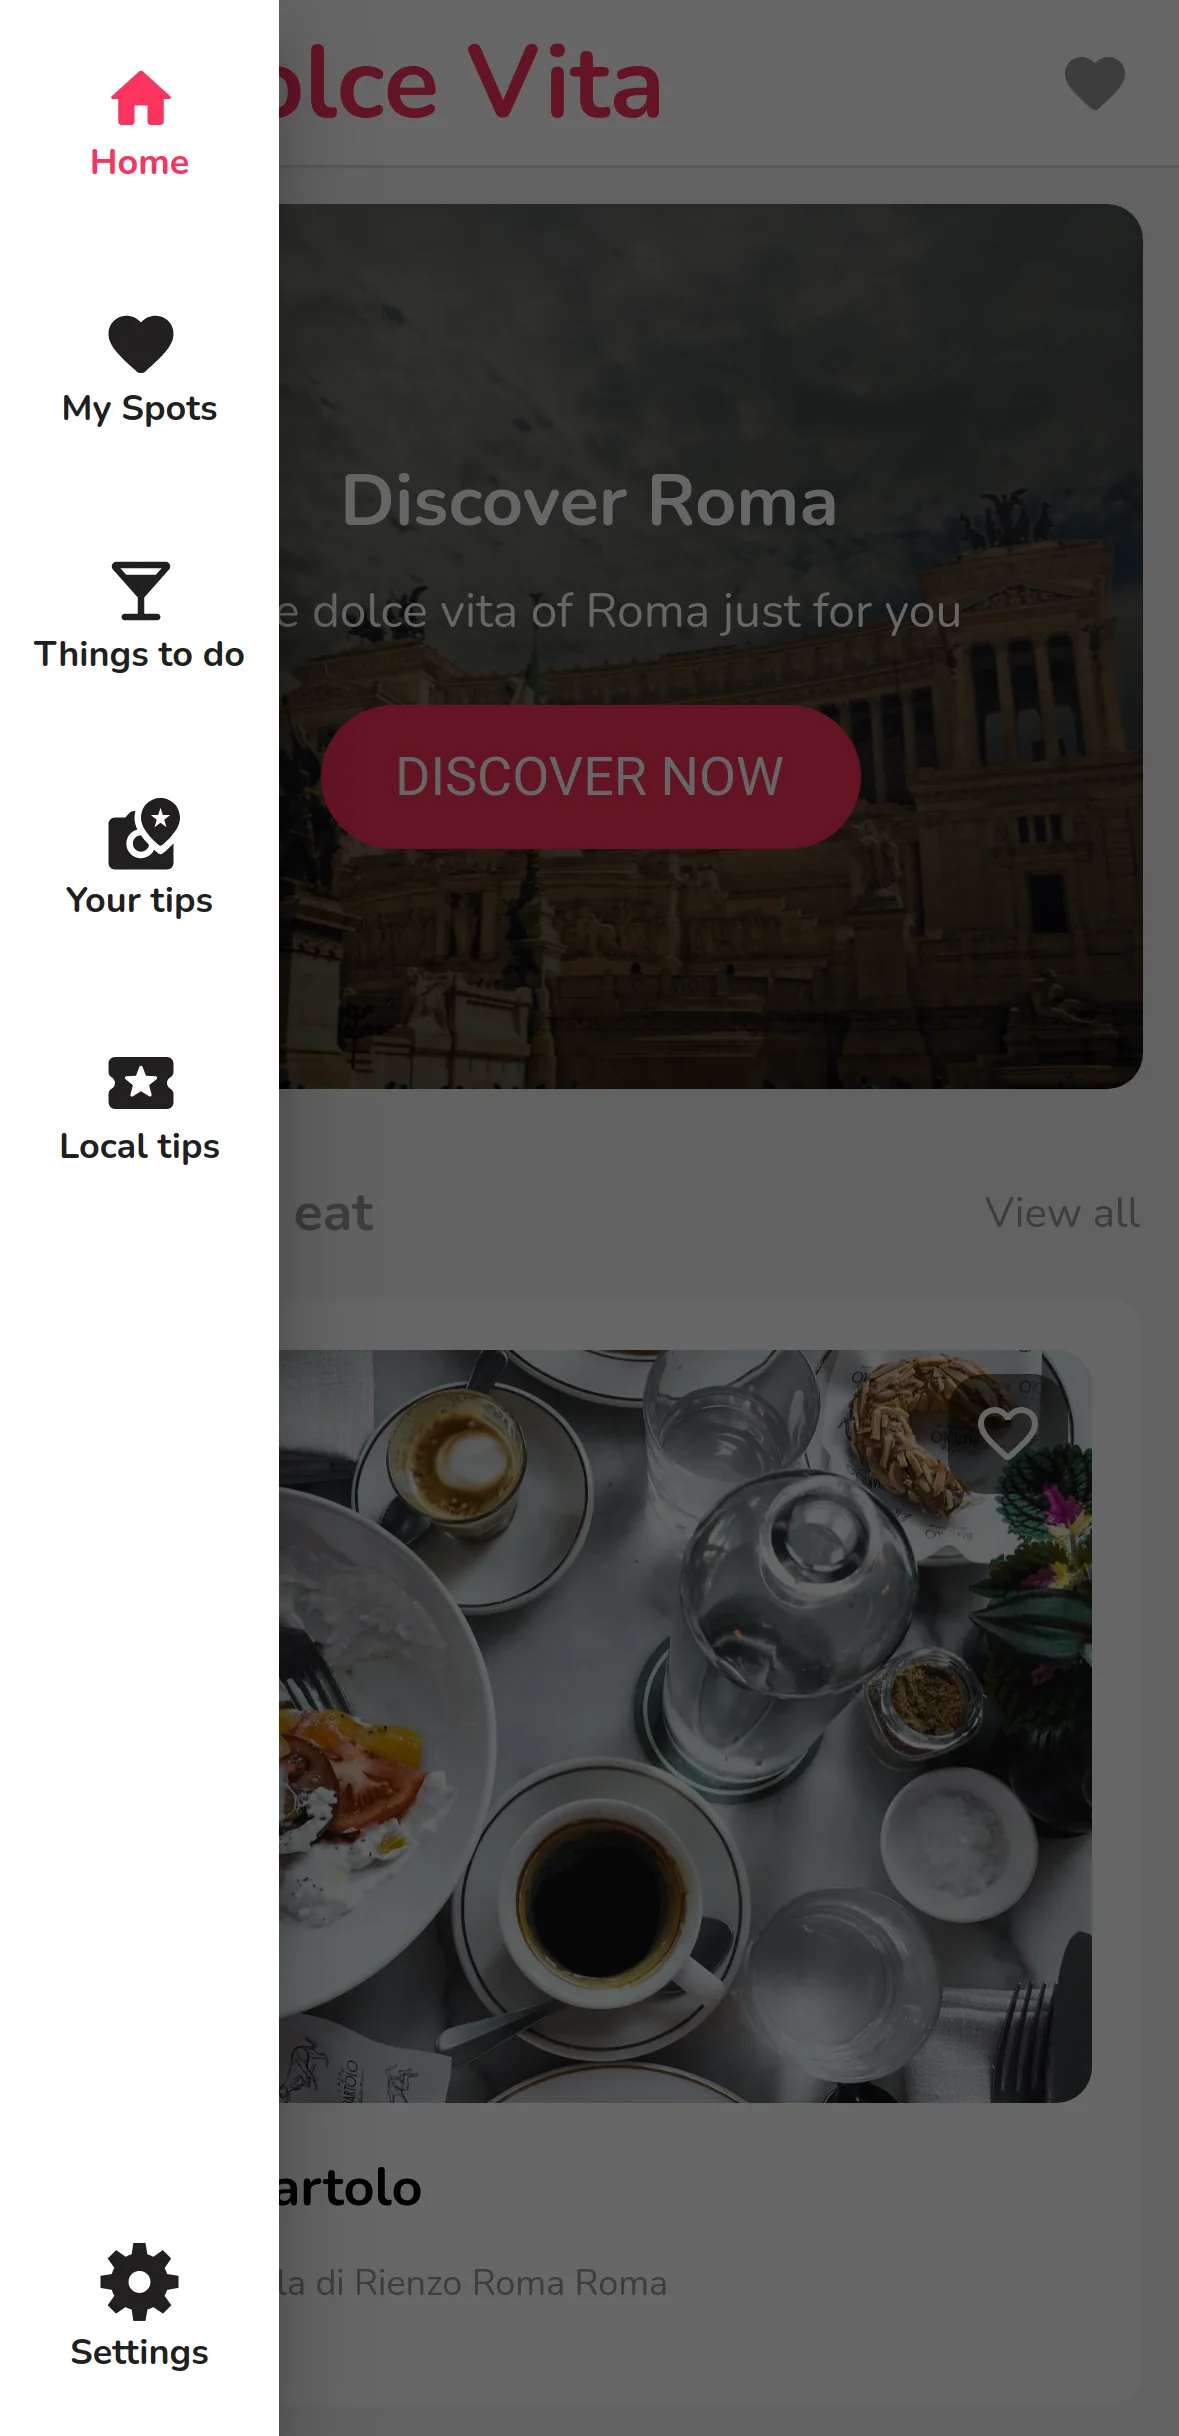 Home
My Spots
Things to do
Your tips
Local tips
Settings
olce Vita
Discover Roma
e dolce vita of Roma just for you
DISCOVER NOW
eat
View all
artolo
la di Rienzo Roma Roma